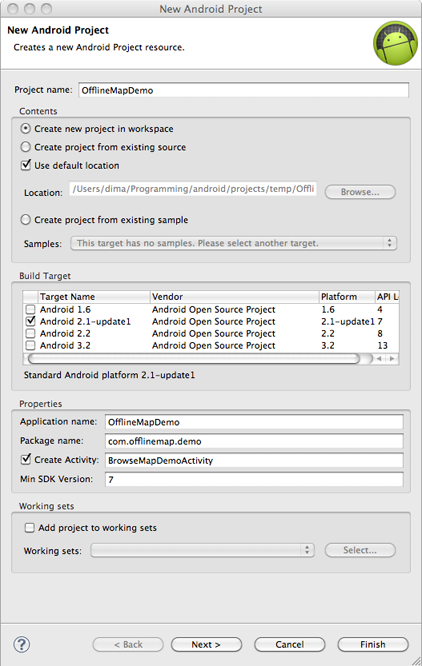 New Android Project
New Android Project
Creates a new Android Project resource.
Project name: OfflineMapDemo
Contents
Create new project in workspace
Create project from existing source
Use default location
Location: /Users/dima/Programming/android/projects/temp/Offli Browse...
Create project from existing sample
Samples: This target has no samples. Please select another target.
Build Target
Target Name Vendor Platform API L
Android 1.6 Android Open Source Project 1.6 4
Android 2.1-update1 Android Open Source Project 2.1-update1 7
Android 2.2 Android Open Source Project 2.2 8
Android 3.2 Android Open Source Project 3.2 13
Standard Android platform 2.1-update1
Properties
Application name: OfflineMapDemo
Package name: com.offlinemap.demo
Create Activity: BrowseMapDemoActivity
Min SDK Version: 7
Working sets
Add project to working sets
Working sets: Select...
? < Back Next > Cancel Finish